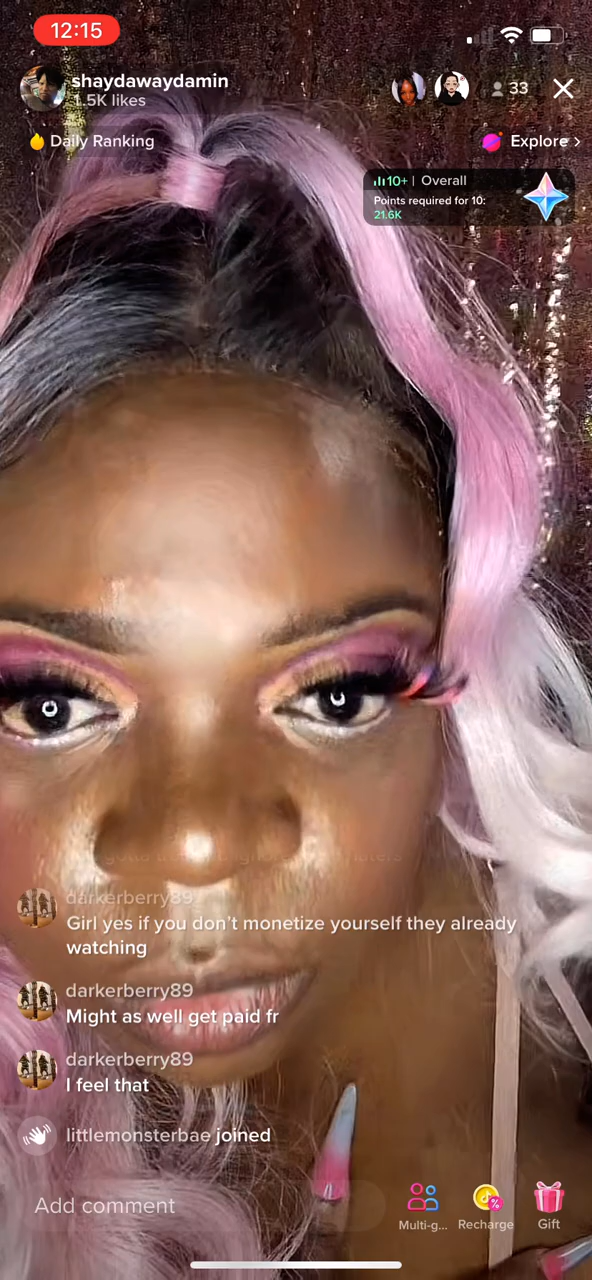 12:15
shaydawaydamin
1.5K likes
33
Daily Ranking
Explore >
10+ | Overall
Points required for 10:
21.6K
darkerberry89
Girl yes if you don't monetize yourself they already
watching
darkerberry89
Might as well get paid fr
darkerberry89
I feel that
littlemonsterbae joined
Add comment
Multi-g...
Recharge
Gift